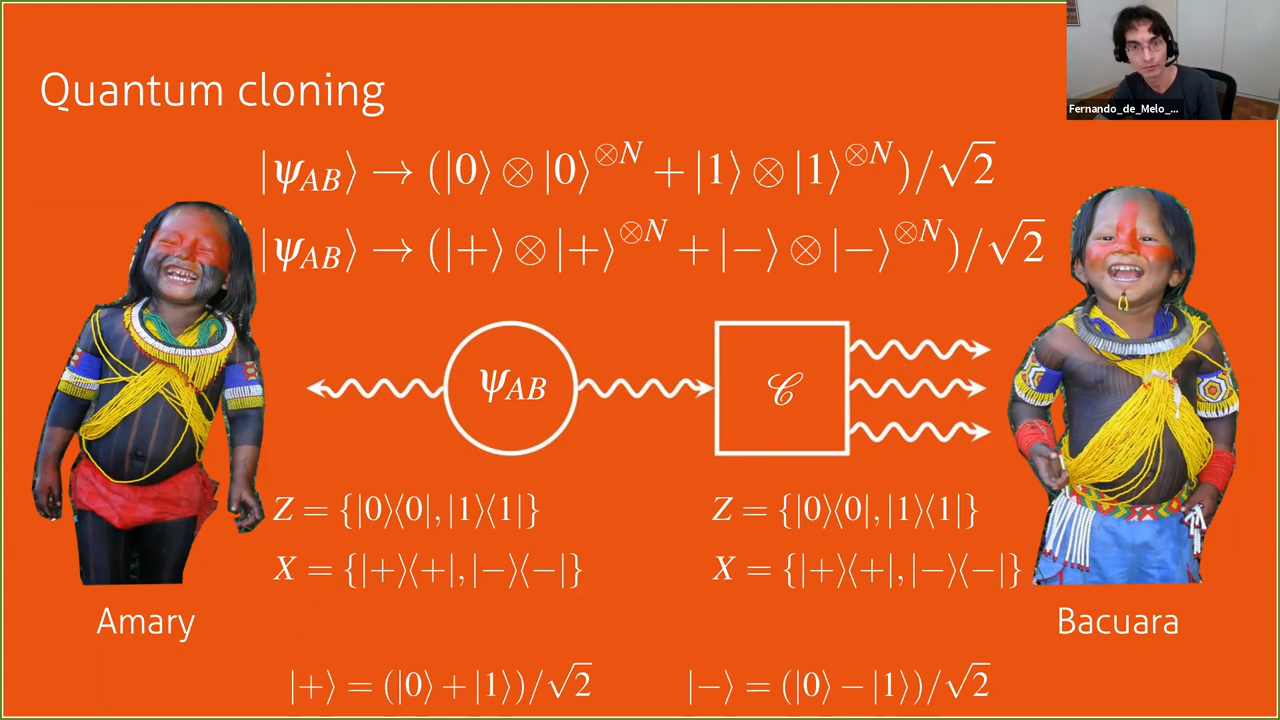 Fernando_de_Melo_...
Quantum cloning
|ψ_AB⟩ → (|0⟩ ⊗ |0⟩^⊗N + |1⟩ ⊗ |1⟩^⊗N)/√2
|ψ_AB⟩ → (|+⟩ ⊗ |+⟩^⊗N + |−⟩ ⊗ |−⟩^⊗N)/√2
ψ_AB
𝒞
Z = {|0⟩⟨0|, |1⟩⟨1|}
X = {|+⟩⟨+|, |−⟩⟨−|}
Z = {|0⟩⟨0|, |1⟩⟨1|}
X = {|+⟩⟨+|, |−⟩⟨−|}
Amary
Bacuara
|+⟩ = (|0⟩ + |1⟩)/√2
|−⟩ = (|0⟩ − |1⟩)/√2